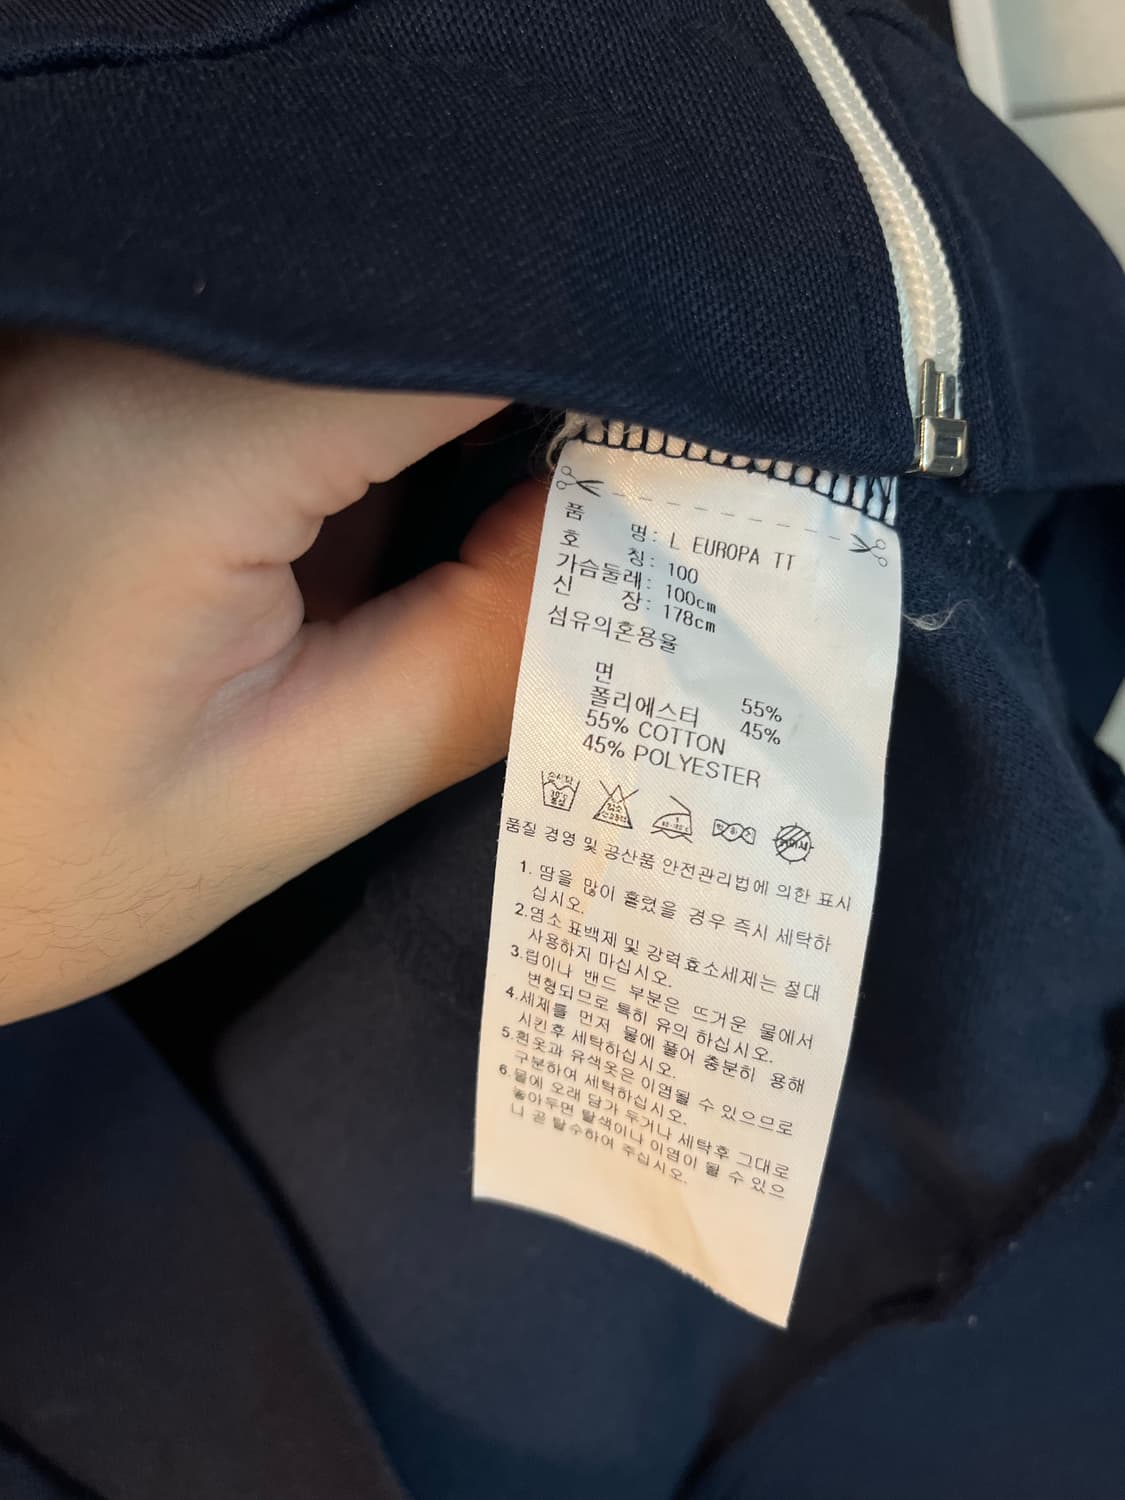 품 명: L EUROPA TT
호 칭: 100
가슴둘레: 100cm
신 장: 178cm
섬유의혼용율
면 55%
폴리에스터 45%
55% COTTON
45% POLYESTER
품질 경영 및 공산품 안전관리법에 의한 표시
1. 땀을 많이 흘렸을 경우 즉시 세탁하
십시오.
2.염소 표백제 및 강력효소세제는 절대
사용하지 마십시오.
3.립이나 밴드 부분은 뜨거운 물에서
변형되므로 특히 유의 하십시오.
4.세제를 먼저 물에 풀어 충분히 용해
시킨후 세탁하십시오.
5.흰옷과 유색옷은 이염될 수 있으므로
구분하여 세탁하십시오.
6.물에 오래 담가 두거나 세탁후 그대로
놓아두면 탈색이나 이염이 될 수 있으
니 곧 탈수하여 주십시오.